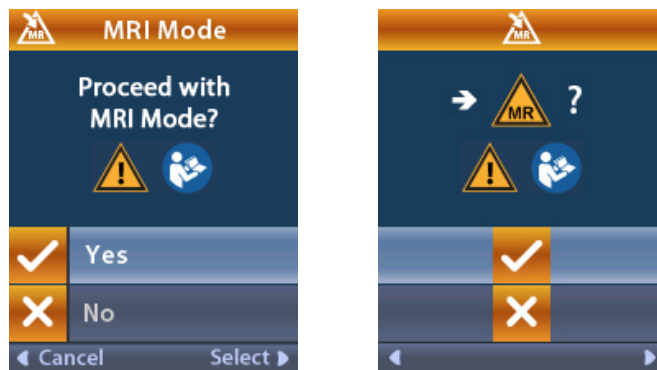 MR
MRI Mode
Proceed with
MRI Mode?
!
Yes
No
Cancel
Select
MR
MR
?
!